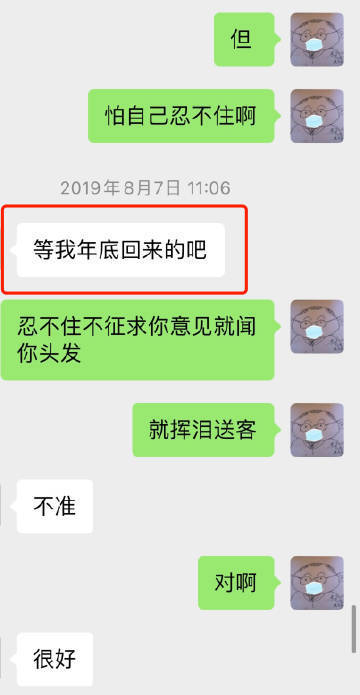 但
怕自己忍不住啊
2019年8月7日 11:06
等我年底回来的吧
忍不住不征求你意见就闻
你头发
就挥泪送客
不准
对啊
很好